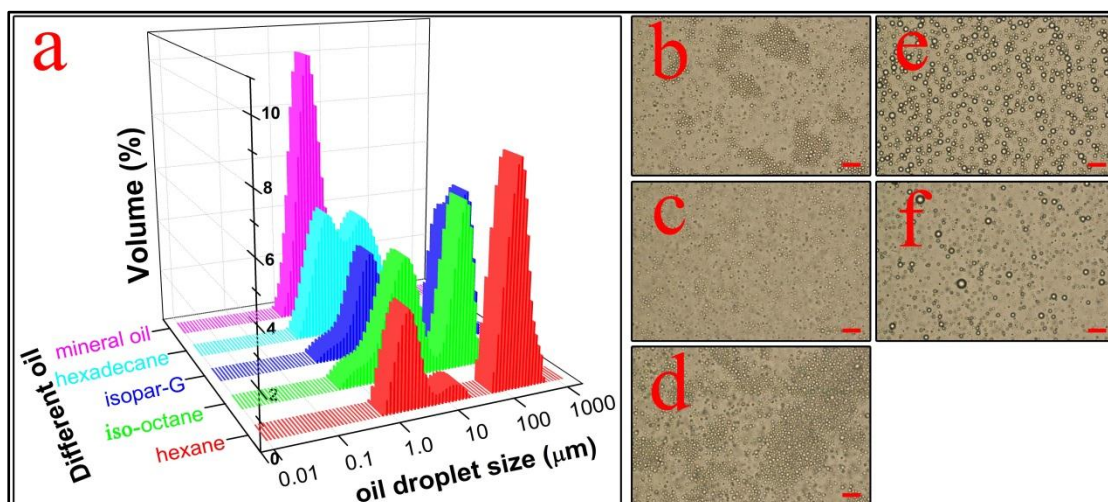 a
Volume (%)
10
8
6
4
2
0
mineral oil
hexadecane
isopar-G
iso-octane
hexane
Different oil
0.01
0.1
1.0
10
100
1000
oil droplet size (μm)
b
c
d
e
f